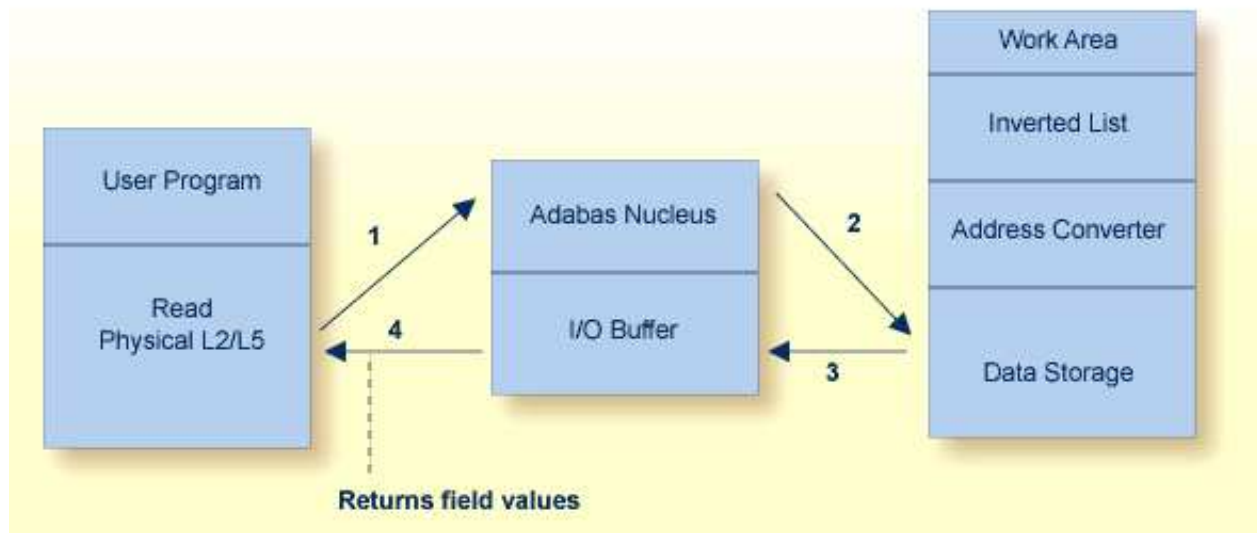 User Program
Read
Physical L2/L5
1
4
Returns field values
Adabas Nucleus
I/O Buffer
2
3
Work Area
Inverted List
Address Converter
Data Storage